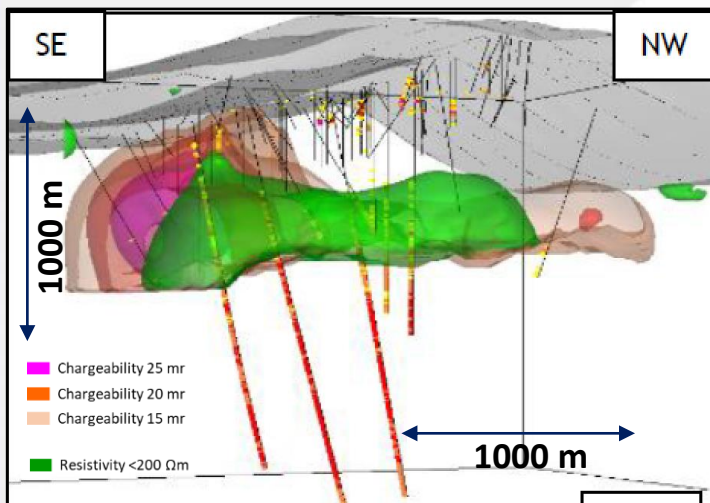 SE
NW
1000 m
Chargeability 25 mr
Chargeability 20 mr
Chargeability 15 mr
Resistivity <200 Ωm
1000 m